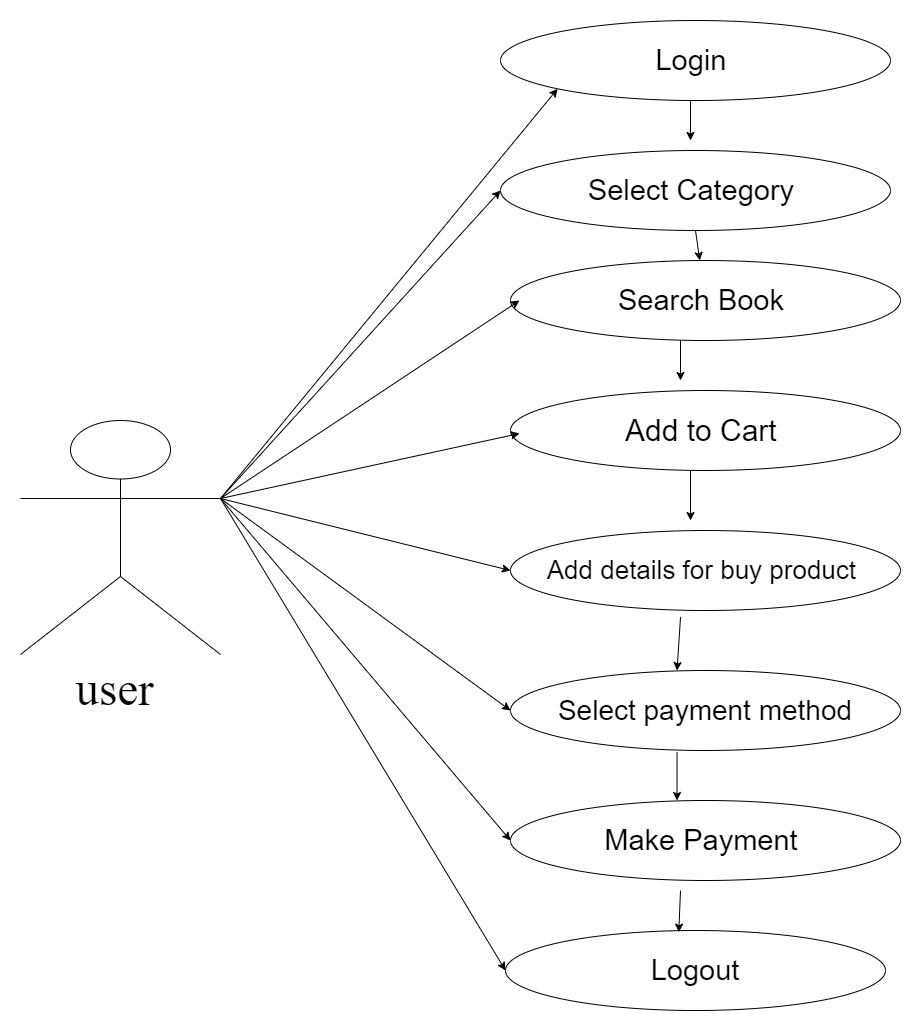 Login
Select Category
Search Book
Add to Cart
Add details for buy product
Select payment method
Make Payment
Logout
user